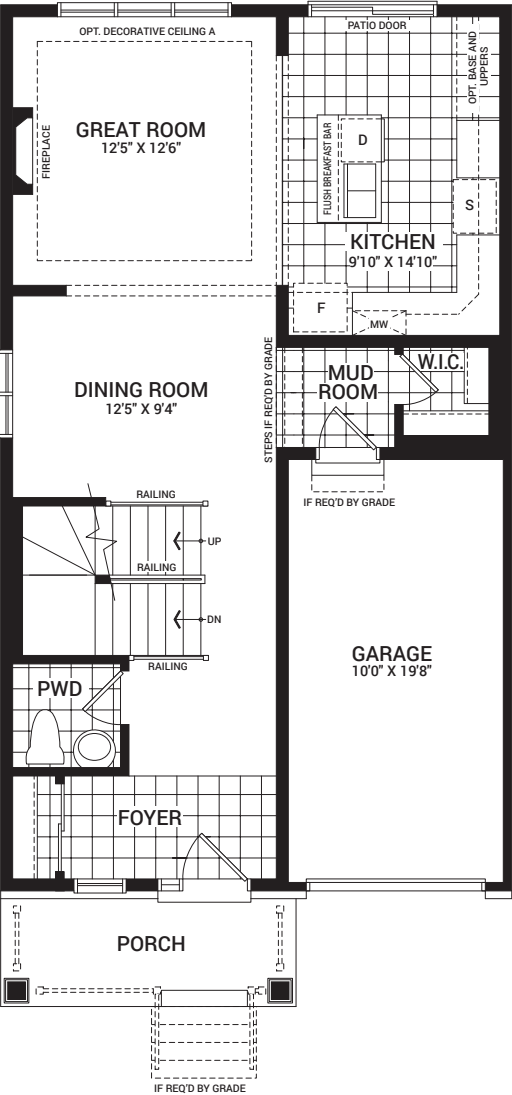 OPT. DECORATIVE CEILING A
PATIO DOOR
OPT. BASE AND
UPPERS
GREAT ROOM
12'5" X 12'6"
FIREPLACE
FLUSH BREAKFAST BAR
D
S
KITCHEN
9'10" X 14'10"
F
MW
STEPS IF REQ'D BY GRADE
MUD
ROOM
W.I.C.
DINING ROOM
12'5" X 9'4"
IF REQ'D BY GRADE
RAILING
UP
RAILING
DN
RAILING
GARAGE
10'0" X 19'8"
PWD
FOYER
PORCH
IF REQ'D BY GRADE